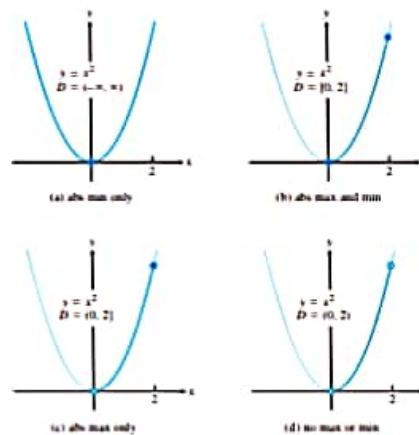 y
y = x²
D = (−∞, ∞)
2
x
(a) abs min only
y
y = x²
D = [0, 2]
2
x
(b) abs max and min
y
y = x²
D = (0, 2]
2
x
(c) abs max only
y
y = x²
D = (0, 2)
2
x
(d) no max or min